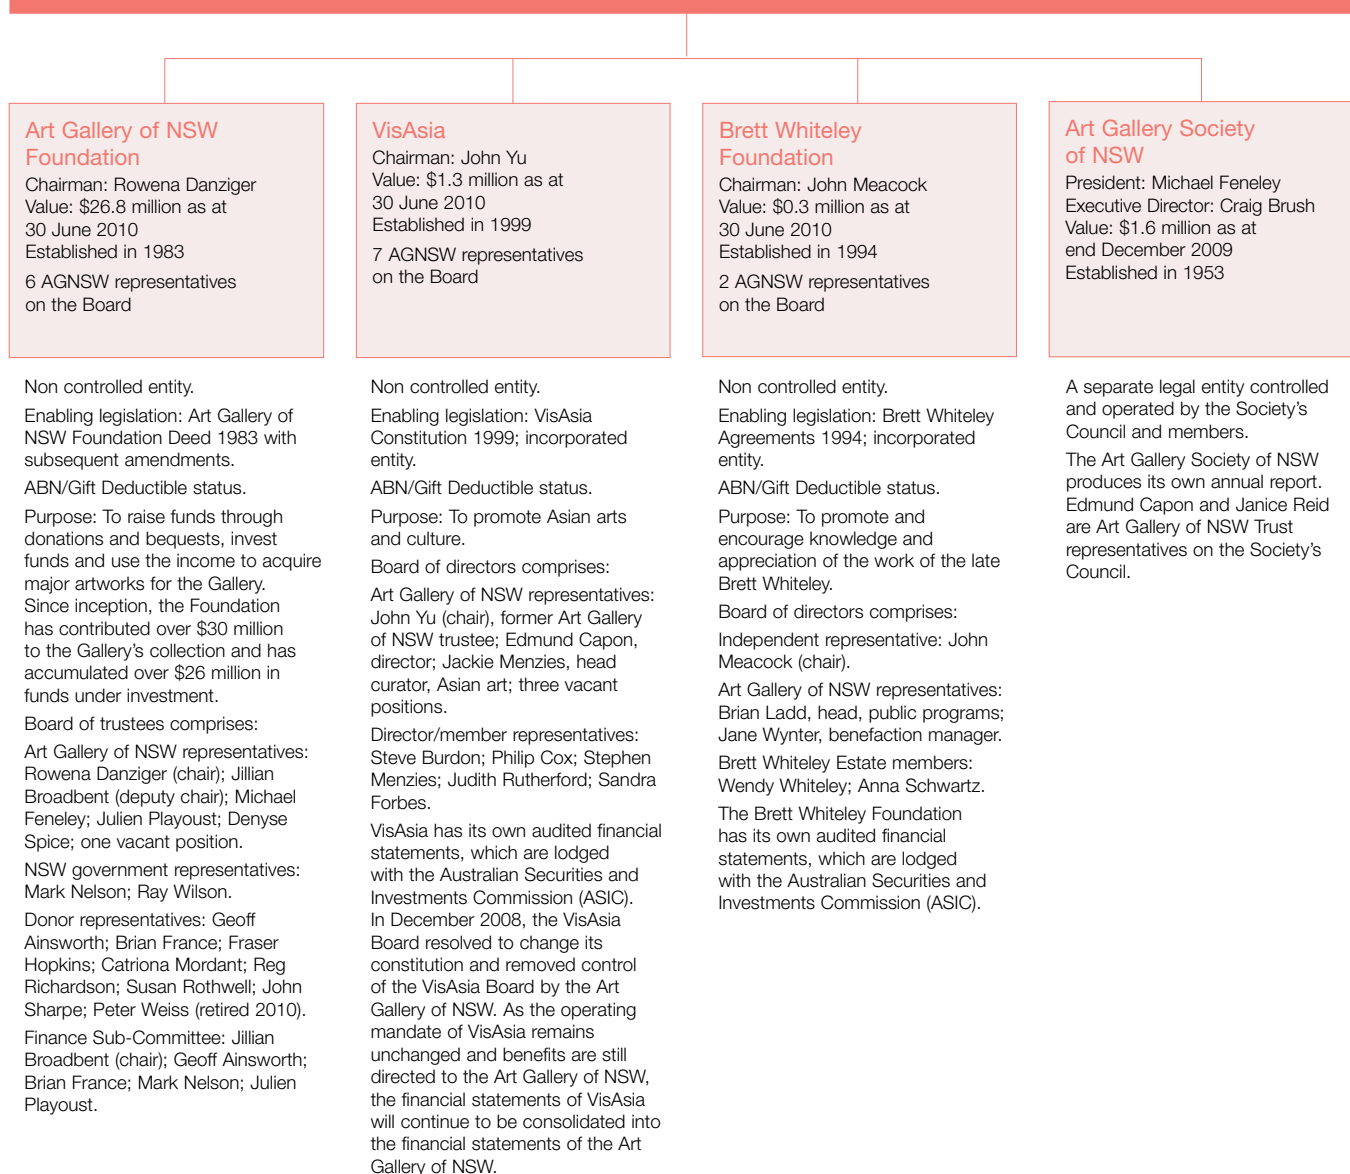 Art Gallery of NSW
Foundation
Chairman: Rowena Danziger
Value: $26.8 million as at
30 June 2010
Established in 1983
6 AGNSW representatives
on the Board
Non controlled entity.
Enabling legislation: Art Gallery of
NSW Foundation Deed 1983 with
subsequent amendments.
ABN/Gift Deductible status.
Purpose: To raise funds through
donations and bequests, invest
funds and use the income to acquire
major artworks for the Gallery.
Since inception, the Foundation
has contributed over $30 million
to the Gallery's collection and has
accumulated over $26 million in
funds under investment.
Board of trustees comprises:
Art Gallery of NSW representatives:
Rowena Danziger (chair); Jillian
Broadbent (deputy chair); Michael
Feneley; Julien Playoust; Denyse
Spice; one vacant position.
NSW government representatives:
Mark Nelson; Ray Wilson.
Donor representatives: Geoff
Ainsworth; Brian France; Fraser
Hopkins; Catriona Mordant; Reg
Richardson; Susan Rothwell; John
Sharpe; Peter Weiss (retired 2010).
Finance Sub-Committee: Jillian
Broadbent (chair); Geoff Ainsworth;
Brian France; Mark Nelson; Julien
Playoust.
VisAsia
Chairman: John Yu
Value: $1.3 million as at
30 June 2010
Established in 1999
7 AGNSW representatives
on the Board
Non controlled entity.
Enabling legislation: VisAsia
Constitution 1999; incorporated
entity.
ABN/Gift Deductible status.
Purpose: To promote Asian arts
and culture.
Board of directors comprises:
Art Gallery of NSW representatives:
John Yu (chair), former Art Gallery
of NSW trustee; Edmund Capon,
director; Jackie Menzies, head
curator, Asian art; three vacant
positions.
Director/member representatives:
Steve Burdon; Philip Cox; Stephen
Menzies; Judith Rutherford; Sandra
Forbes.
VisAsia has its own audited financial
statements, which are lodged
with the Australian Securities and
Investments Commission (ASIC).
In December 2008, the VisAsia
Board resolved to change its
constitution and removed control
of the VisAsia Board by the Art
Gallery of NSW. As the operating
mandate of VisAsia remains
unchanged and benefits are still
directed to the Art Gallery of NSW,
the financial statements of VisAsia
will continue to be consolidated into
the financial statements of the Art
Gallery of NSW.
Brett Whiteley
Foundation
Chairman: John Meacock
Value: $0.3 million as at
30 June 2010
Established in 1994
2 AGNSW representatives
on the Board
Non controlled entity.
Enabling legislation: Brett Whiteley
Agreements 1994; incorporated
entity.
ABN/Gift Deductible status.
Purpose: To promote and
encourage knowledge and
appreciation of the work of the late
Brett Whiteley.
Board of directors comprises:
Independent representative: John
Meacock (chair).
Art Gallery of NSW representatives:
Brian Ladd, head, public programs;
Jane Wynter, benefaction manager.
Brett Whiteley Estate members:
Wendy Whiteley; Anna Schwartz.
The Brett Whiteley Foundation
has its own audited financial
statements, which are lodged
with the Australian Securities and
Investments Commission (ASIC).
Art Gallery Society
of NSW
President: Michael Feneley
Executive Director: Craig Brush
Value: $1.6 million as at
end December 2009
Established in 1953
A separate legal entity controlled
and operated by the Society's
Council and members.
The Art Gallery Society of NSW
produces its own annual report.
Edmund Capon and Janice Reid
are Art Gallery of NSW Trust
representatives on the Society's
Council.